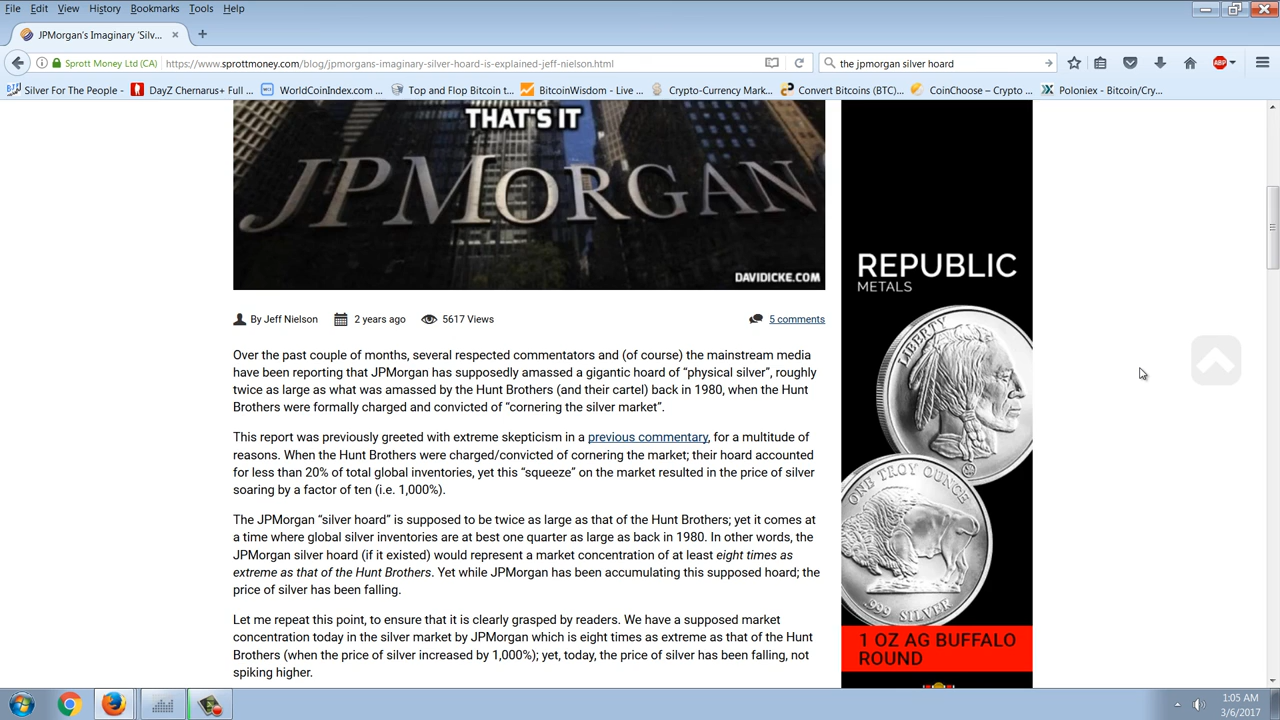 File Edit View History Bookmarks Tools Help
JPMorgan's Imaginary 'Silv...
Sprott Money Ltd (CA) https://www.sprottmoney.com/blog/jpmorgans-imaginary-silver-hoard-is-explained-jeff-nielson.html the jpmorgan silver hoard ABP
Silver For The People - ... DayZ Chernarus+ Full ... WorldCoinIndex.com ... Top and Flop Bitcoin t... BitcoinWisdom - Live ... Crypto-Currency Mark... Convert Bitcoins (BTC)... CoinChoose – Crypto ... Poloniex - Bitcoin/Cry...
THAT'S IT
JPMORGAN
DAVIDICKE.COM
By Jeff Nielson 2 years ago 5617 Views 5 comments
Over the past couple of months, several respected commentators and (of course) the mainstream media
have been reporting that JPMorgan has supposedly amassed a gigantic hoard of “physical silver”, roughly
twice as large as what was amassed by the Hunt Brothers (and their cartel) back in 1980, when the Hunt
Brothers were formally charged and convicted of “cornering the silver market”.
This report was previously greeted with extreme skepticism in a previous commentary, for a multitude of
reasons. When the Hunt Brothers were charged/convicted of cornering the market; their hoard accounted
for less than 20% of total global inventories, yet this “squeeze” on the market resulted in the price of silver
soaring by a factor of ten (i.e. 1,000%).
The JPMorgan “silver hoard” is supposed to be twice as large as that of the Hunt Brothers; yet it comes at
a time where global silver inventories are at best one quarter as large as back in 1980. In other words, the
JPMorgan silver hoard (if it existed) would represent a market concentration of at least eight times as
extreme as that of the Hunt Brothers. Yet while JPMorgan has been accumulating this supposed hoard; the
price of silver has been falling.
Let me repeat this point, to ensure that it is clearly grasped by readers. We have a supposed market
concentration today in the silver market by JPMorgan which is eight times as extreme as that of the Hunt
Brothers (when the price of silver increased by 1,000%); yet, today, the price of silver has been falling, not
spiking higher.
REPUBLIC
METALS
LIBERTY
ONE TROY OUNCE
.999 SILVER
1 OZ AG BUFFALO
ROUND
1:05 AM
3/6/2017